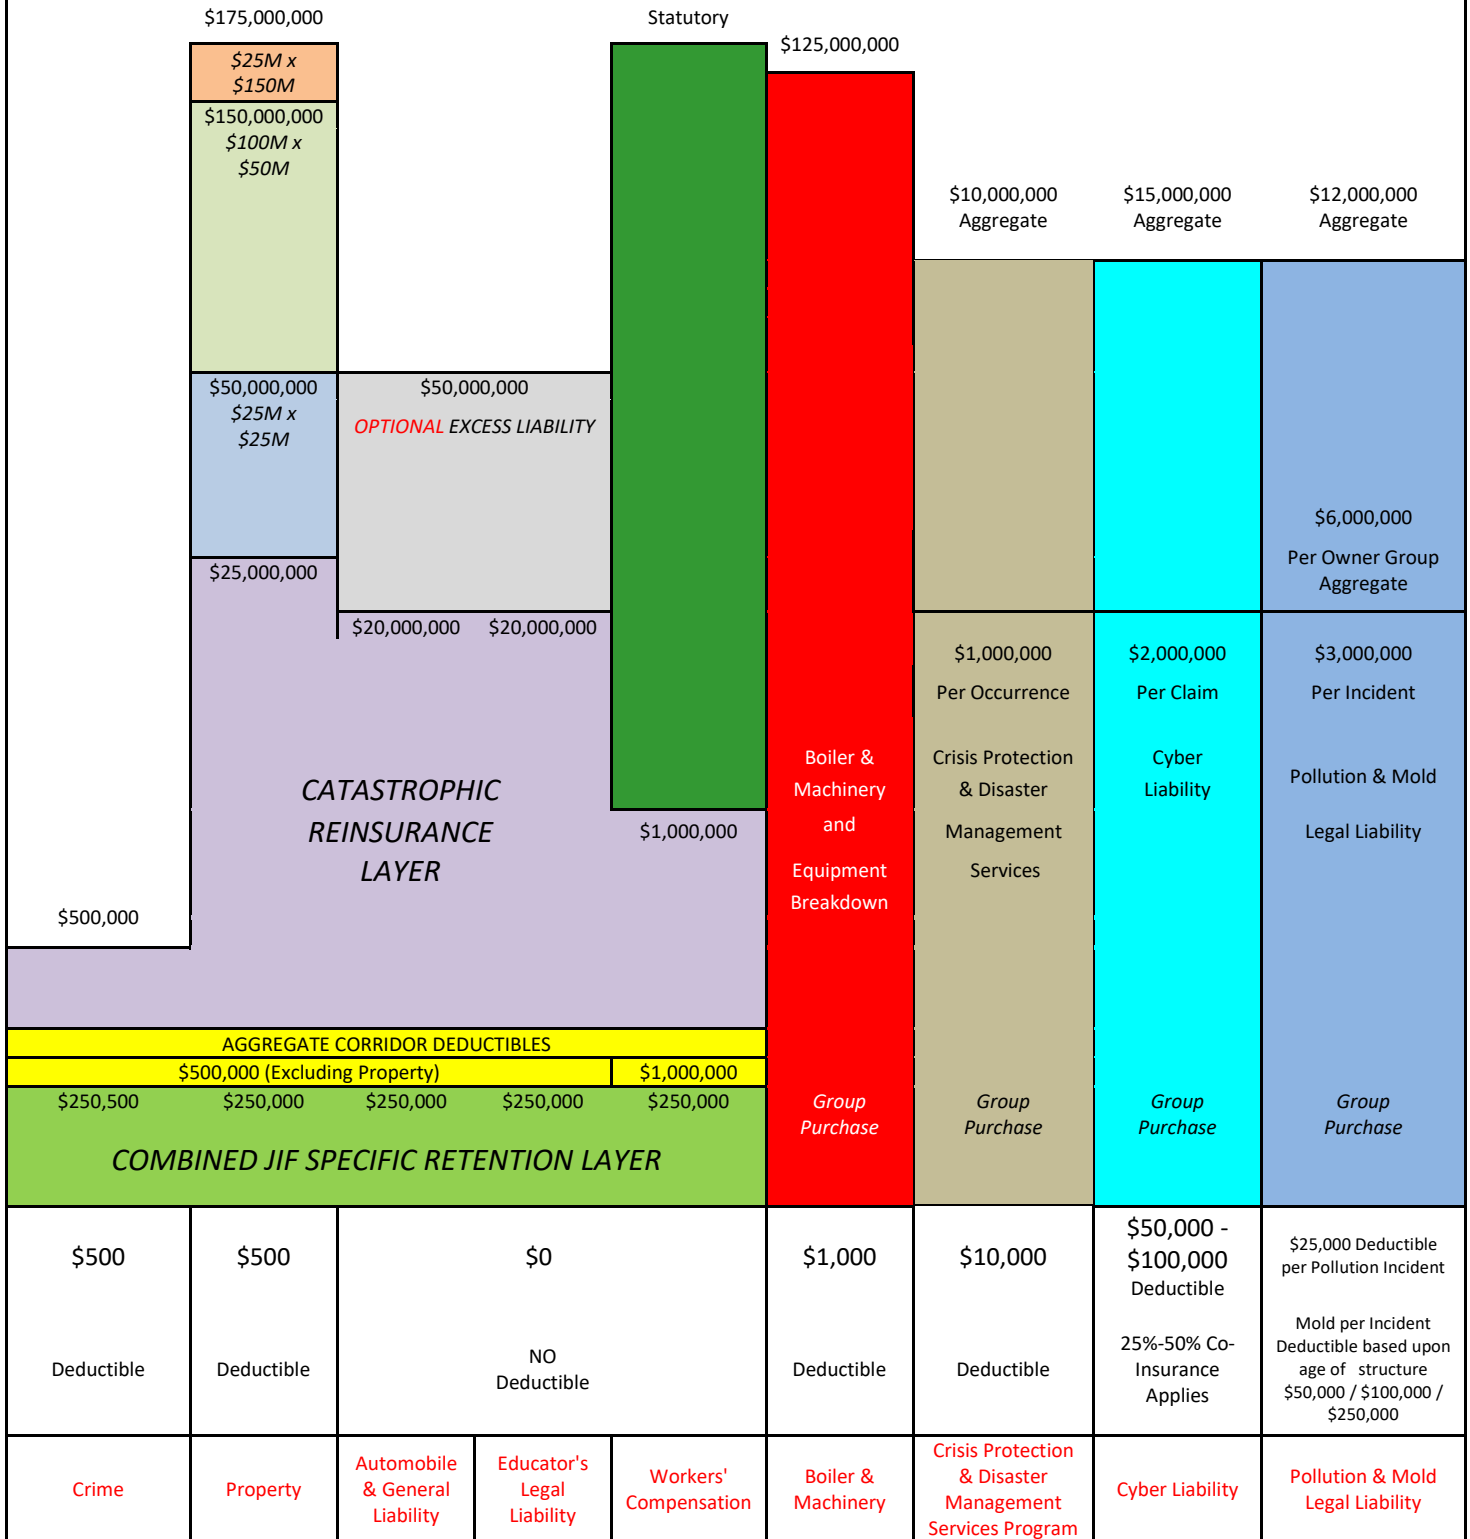 $175,000,000
Statutory
$125,000,000
$25M x
$150M
$150,000,000
$100M x
$50M
$10,000,000
Aggregate
$15,000,000
Aggregate
$12,000,000
Aggregate
$50,000,000
$25M x
$25M
$50,000,000
OPTIONAL EXCESS LIABILITY
$6,000,000
Per Owner Group
Aggregate
$25,000,000
$20,000,000
$20,000,000
$1,000,000
Per Occurrence
$2,000,000
Per Claim
$3,000,000
Per Incident
CATASTROPHIC
REINSURANCE
LAYER
$1,000,000
Boiler &
Machinery
and
Equipment
Breakdown
Crisis Protection
& Disaster
Management
Services
Cyber
Liability
Pollution & Mold
Legal Liability
$500,000
AGGREGATE CORRIDOR DEDUCTIBLES
$500,000 (Excluding Property)
$1,000,000
$250,500
$250,000
$250,000
$250,000
$250,000
COMBINED JIF SPECIFIC RETENTION LAYER
Group
Purchase
Group
Purchase
Group
Purchase
Group
Purchase
$500
Deductible
$500
Deductible
$0
NO
Deductible
$1,000
Deductible
$10,000
Deductible
$50,000 -
$100,000
Deductible
25%-50% Co-
Insurance
Applies
$25,000 Deductible
per Pollution Incident
Mold per Incident
Deductible based upon
age of structure
$50,000 / $100,000 /
$250,000
Crime
Property
Automobile
& General
Liability
Educator's
Legal
Liability
Workers'
Compensation
Boiler &
Machinery
Crisis Protection
& Disaster
Management
Services Program
Cyber Liability
Pollution & Mold
Legal Liability